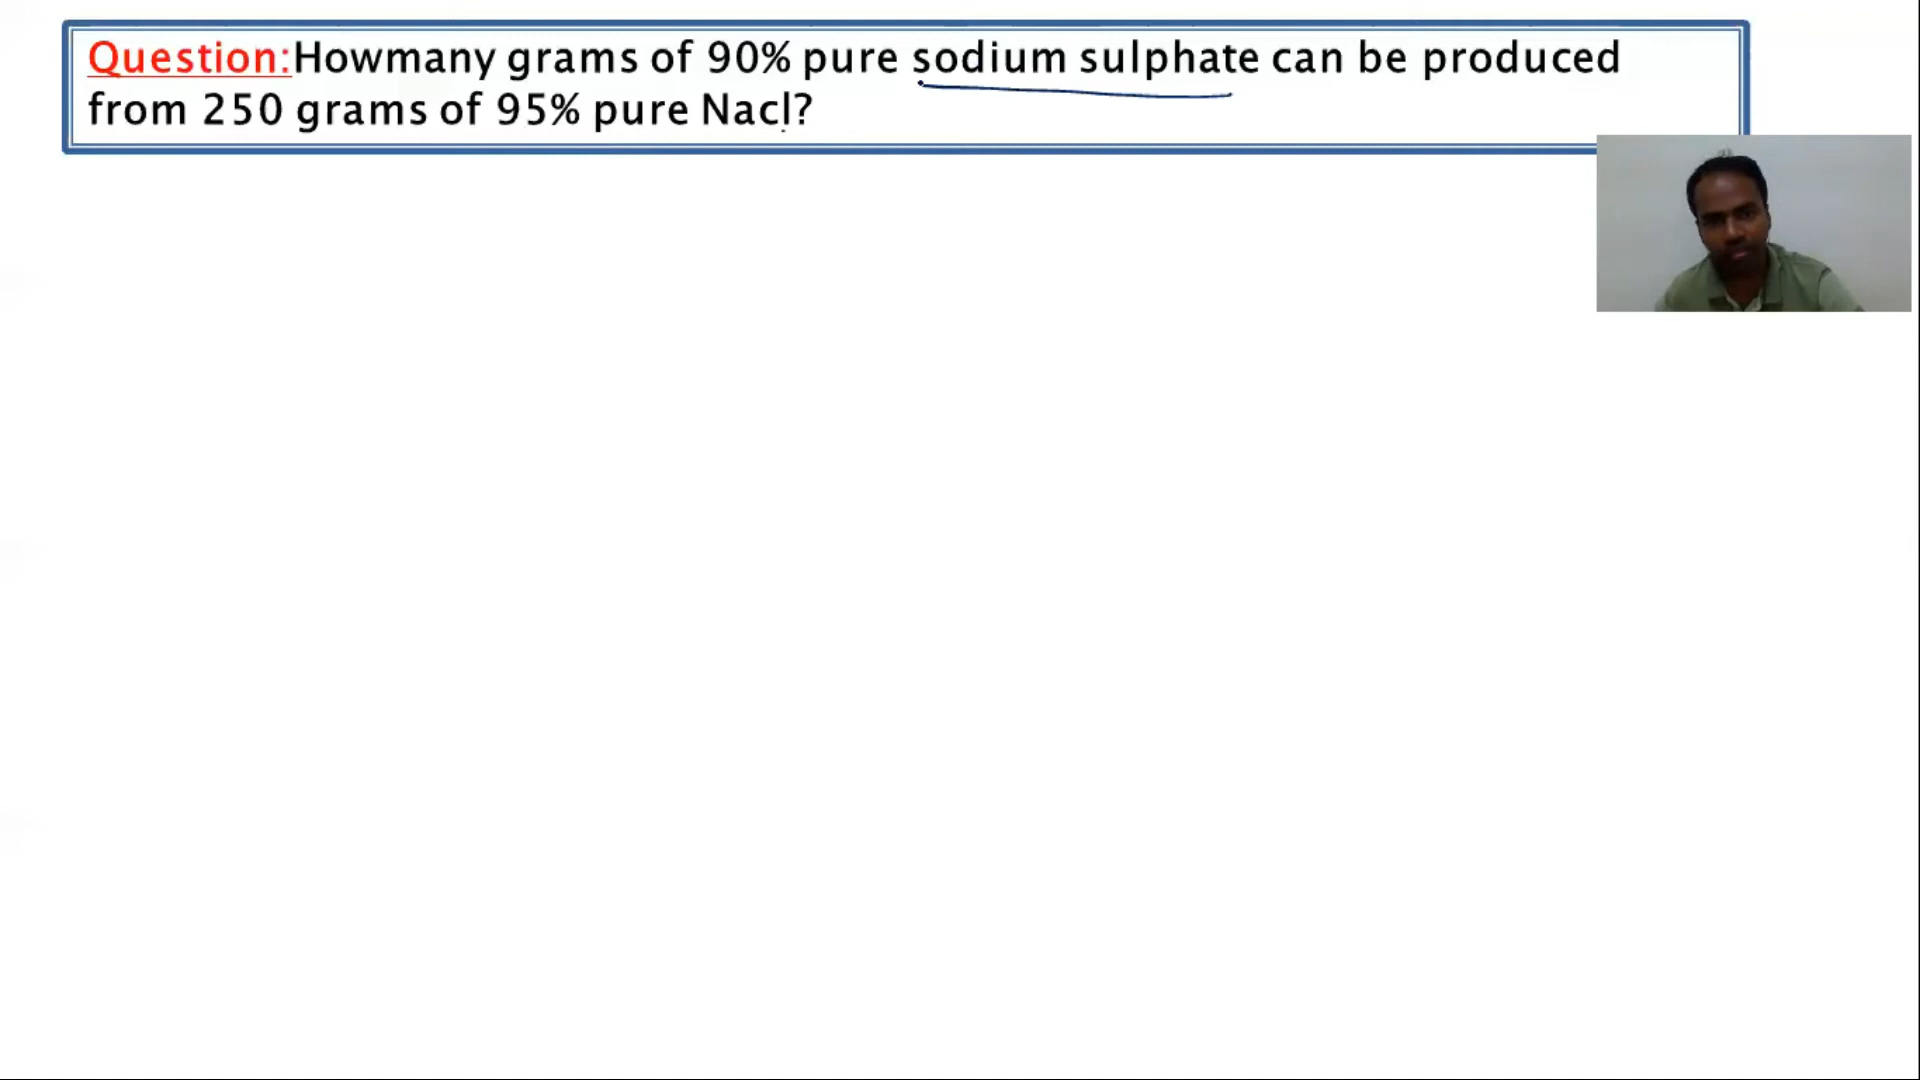 Question:Howmany grams of 90% pure sodium sulphate can be produced
from 250 grams of 95% pure Nacl?